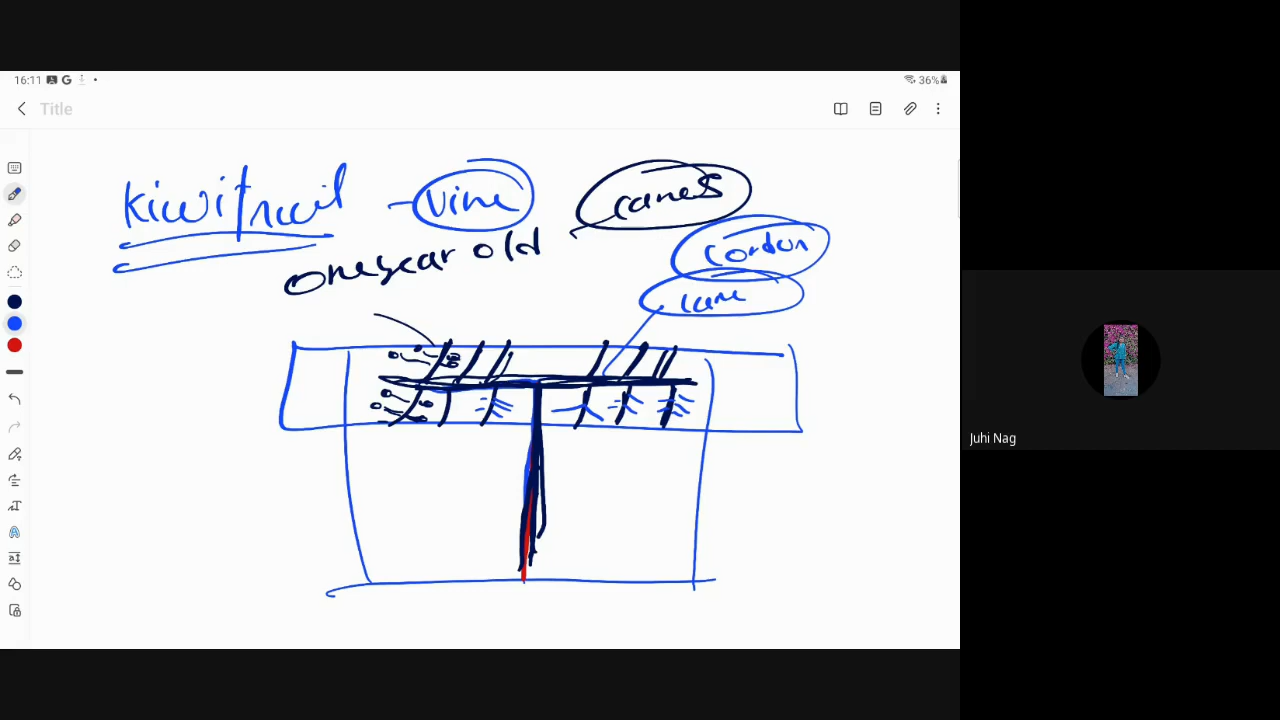 16:11 G 36%
Title
kiwifruit - vine canes
one year old
cordon
cane
Juhi Nag